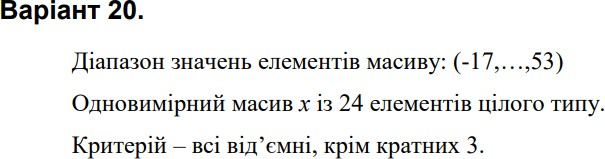 Варіант 20.
Діапазон значень елементів масиву: (-17,…,53)
Одновимірний масив x із 24 елементів цілого типу.
Критерій – всі від’ємні, крім кратних 3.